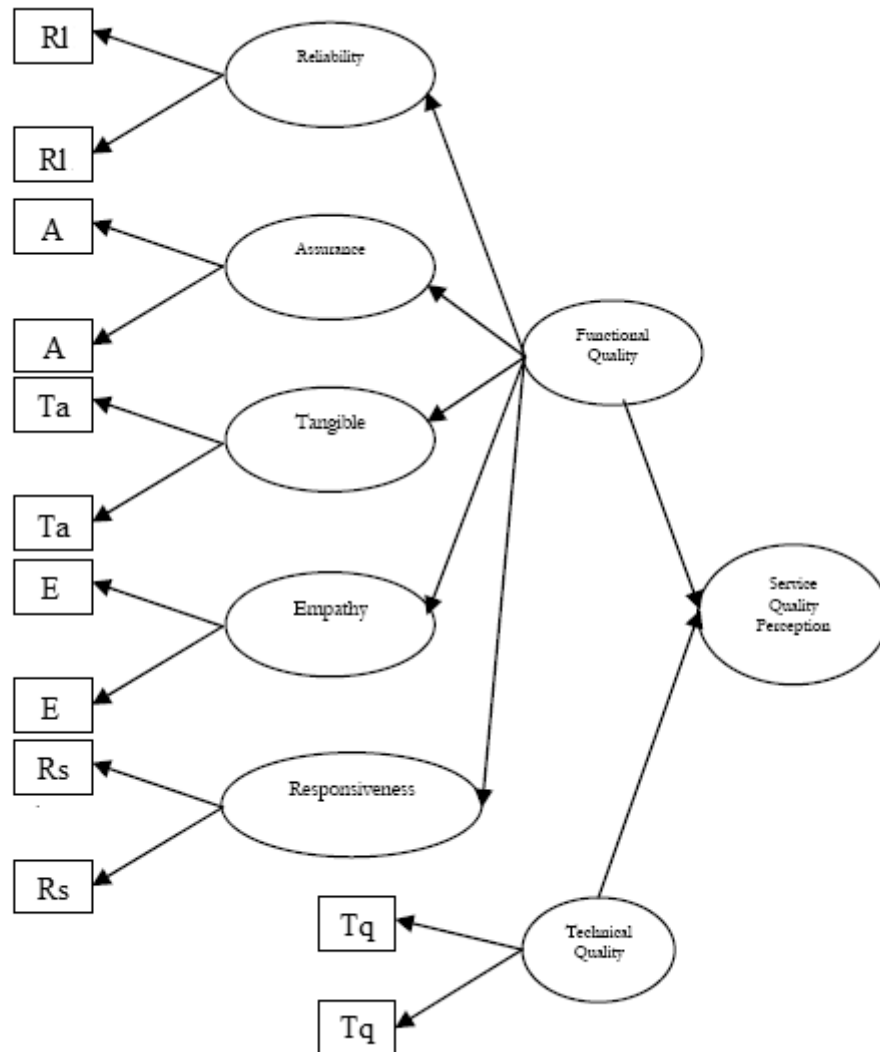 Rl
Reliability
Rl
A
Assurance
A
Functional
Quality
Ta
Tangible
Ta
E
Empathy
Service
Quality
Perception
E
Rs
Responsiveness
Rs
Tq
Technical
Quality
Tq